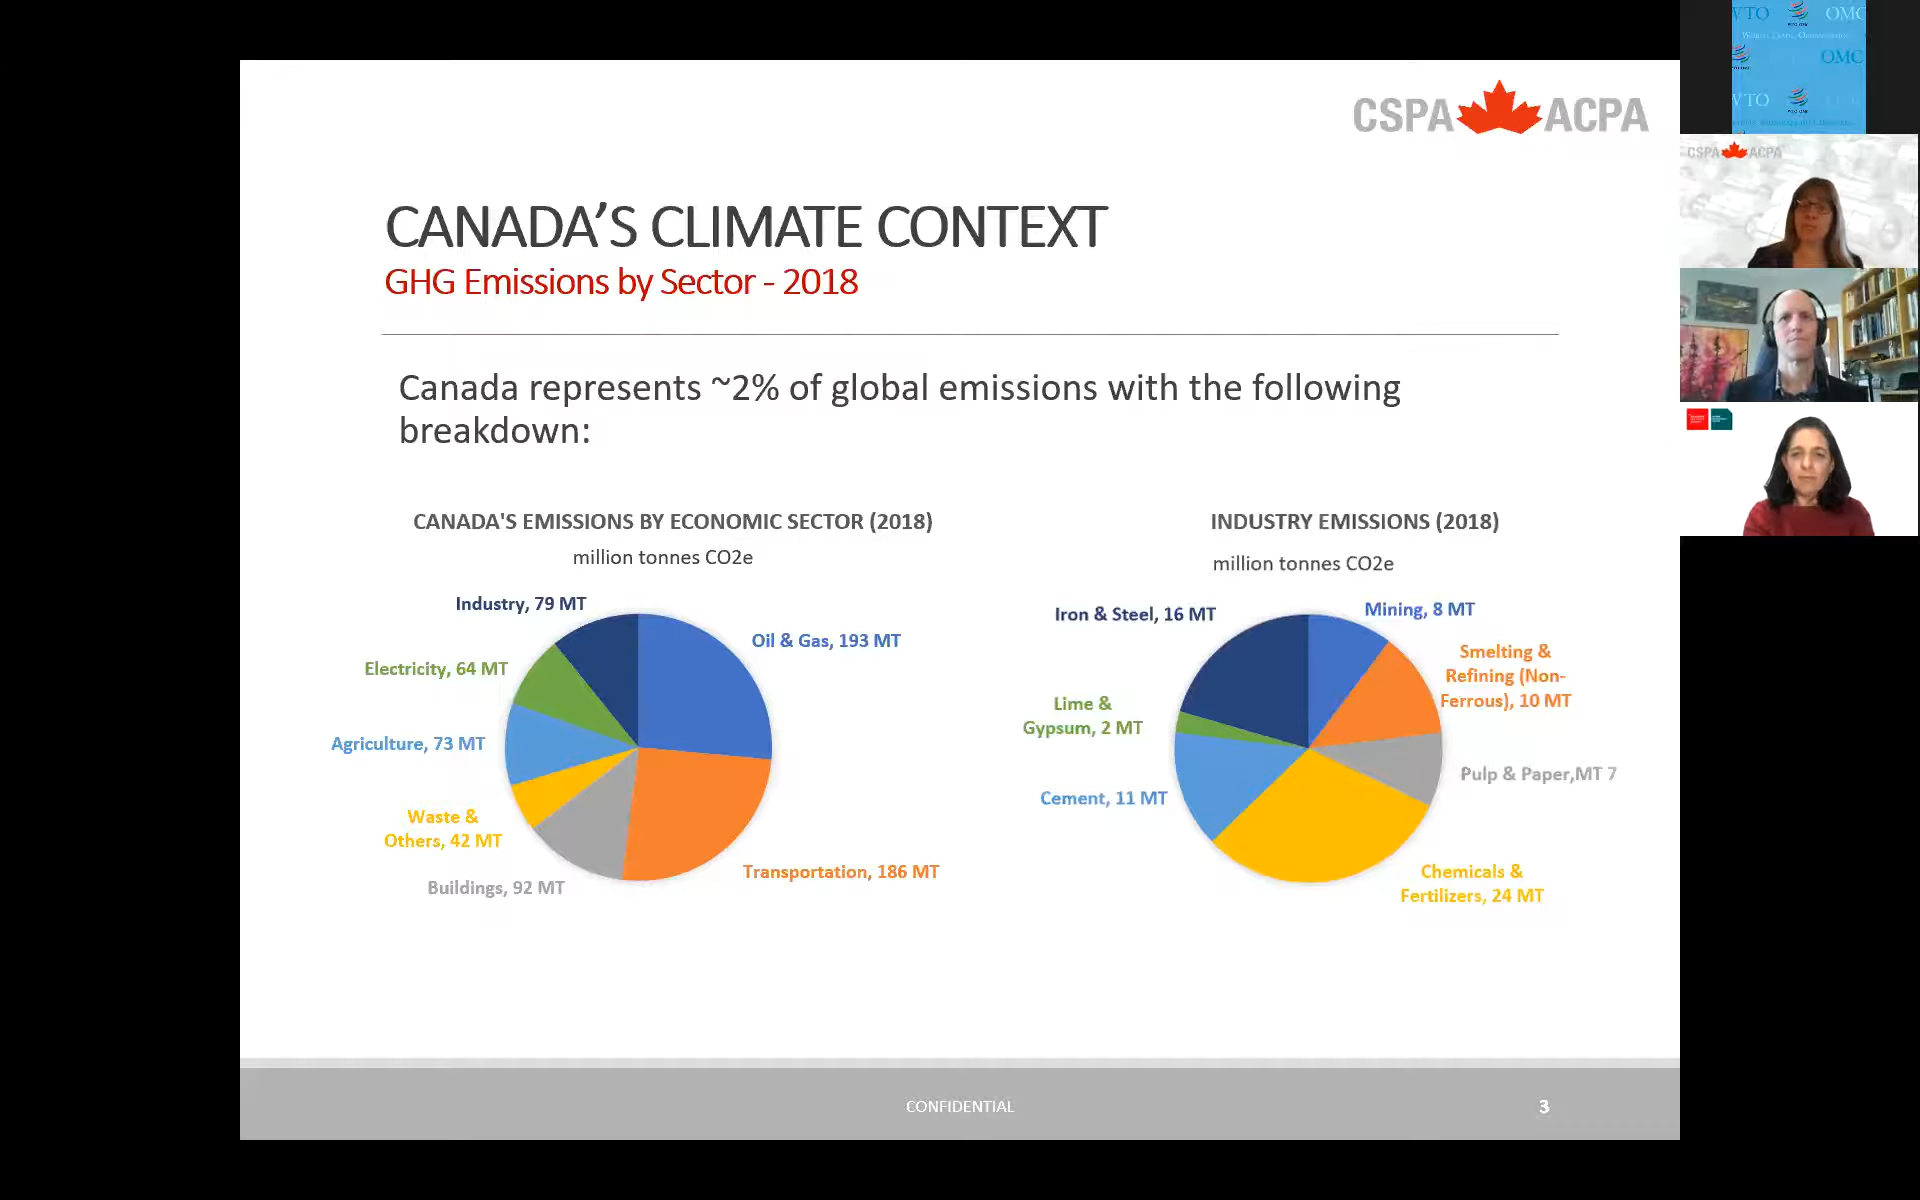 CSPA ACPA
CANADA'S CLIMATE CONTEXT
GHG Emissions by Sector - 2018
Canada represents ~2% of global emissions with the following
breakdown:
CANADA'S EMISSIONS BY ECONOMIC SECTOR (2018)
million tonnes CO2e
Industry, 79 MT
Oil & Gas, 193 MT
Electricity, 64 MT
Agriculture, 73 MT
Waste &
Others, 42 MT
Transportation, 186 MT
Buildings, 92 MT
INDUSTRY EMISSIONS (2018)
million tonnes CO2e
Iron & Steel, 16 MT
Mining, 8 MT
Smelting &
Refining (Non-
Ferrous), 10 MT
Lime &
Gypsum, 2 MT
Pulp & Paper,MT 7
Cement, 11 MT
Chemicals &
Fertilizers, 24 MT
CONFIDENTIAL
3
OMC
OMC
CSPA ACPA